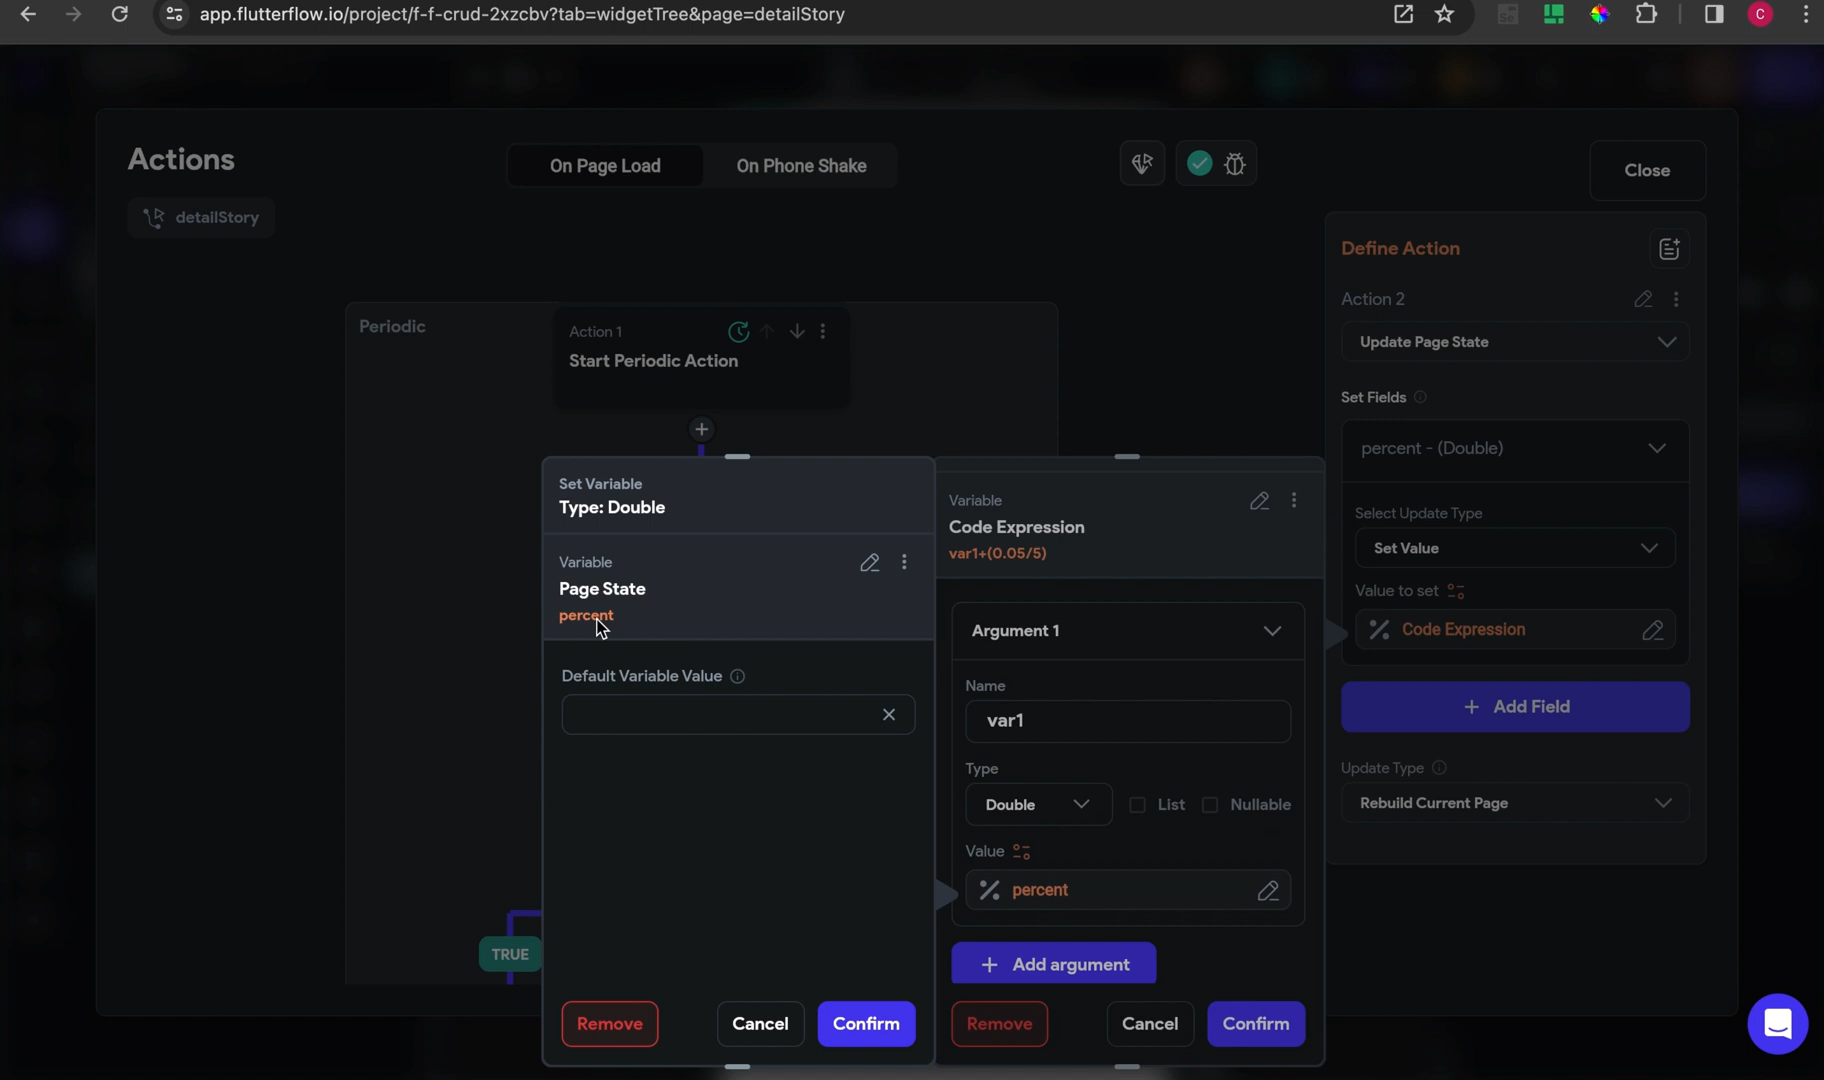 app.flutterflow.io/project/f-f-crud-2xzcbv?tab=widgetTree&page=detailStory
C
Actions
On Page Load
On Phone Shake
Close
detailStory
Define Action
Action 2
Update Page State
Set Fields
percent - (Double)
Select Update Type
Set Value
Value to set
Code Expression
+ Add Field
Update Type
Rebuild Current Page
Periodic
Action 1
Start Periodic Action
TRUE
Set Variable
Type: Double
Variable
Page State
percent
Default Variable Value
Remove
Cancel
Confirm
Variable
Code Expression
var1+(0.05/5)
Argument 1
Name
var1
Type
Double
List
Nullable
Value
percent
+ Add argument
Remove
Cancel
Confirm